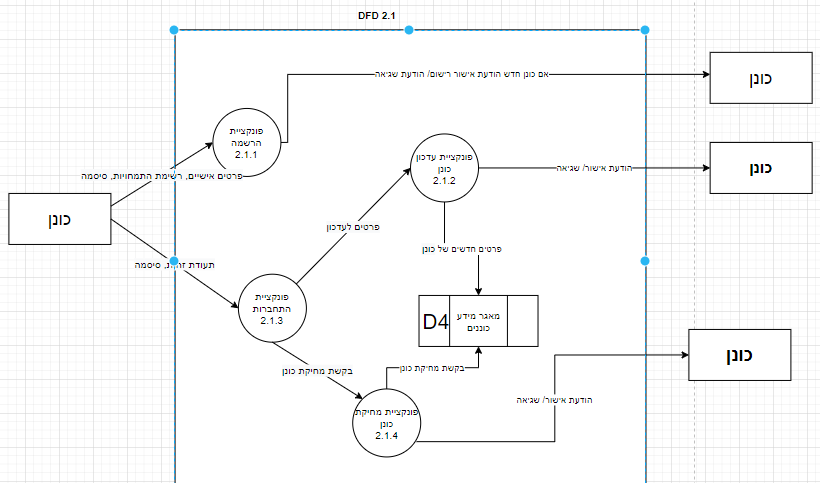 DFD 2.1
כונן
אם כונן חדש הודעת אישור רישום/ הודעת שגיאה
פונקציית
הרשמה
2.1.1
פרטים אישיים, רשימת התמחויות, סיסמה
פונקציית עדכון
כונן
2.1.2
הודעת אישור/ שגיאה
כונן
כונן
פרטים לעדכון
פרטים חדשים של כונן
תעודת זהות, סיסמה
פונקציית
התחברות
2.1.3
D4
מאגר מידע
כוננים
כונן
בקשת מחיקת כונן
בקשת מחיקת כונן
הודעת אישור/ שגיאה
פונקציית מחיקת
כונן
2.1.4